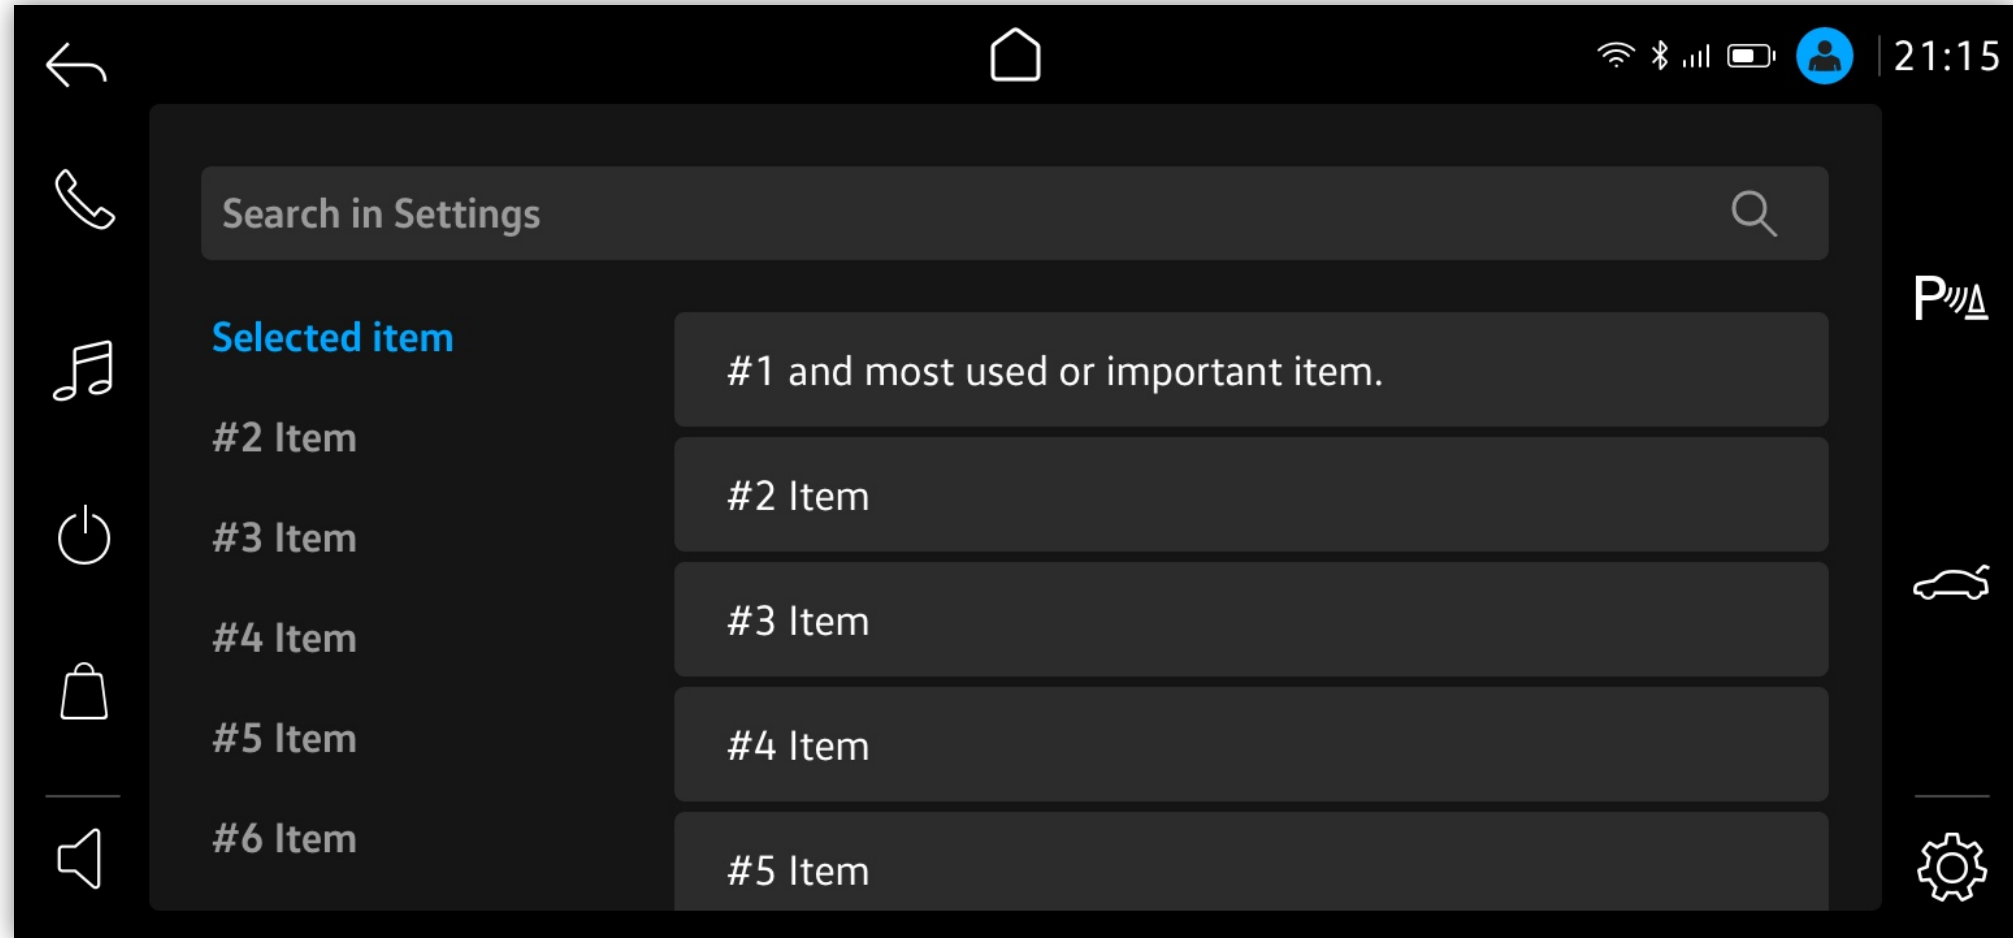 21:15
Search in Settings
Selected item
#2 Item
#3 Item
#4 Item
#5 Item
#6 Item
#1 and most used or important item.
#2 Item
#3 Item
#4 Item
#5 Item
P